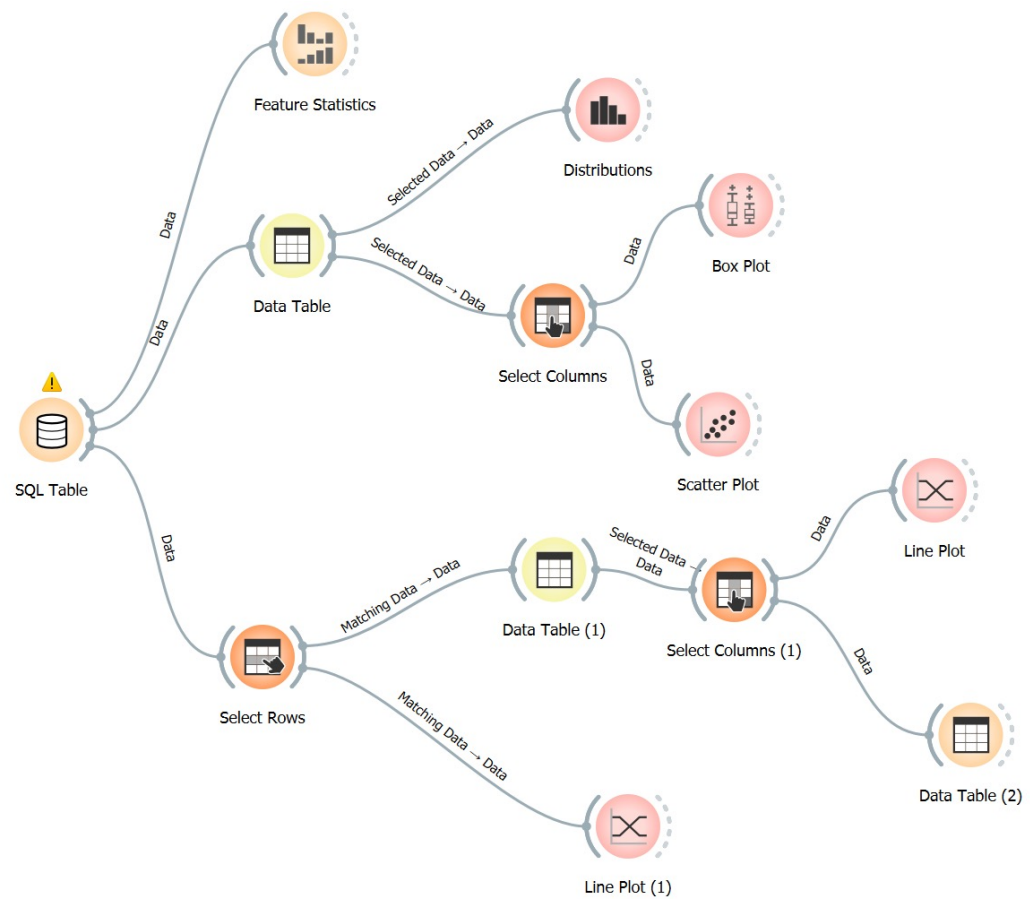 Feature Statistics
Data
Selected Data → Data
Distributions
Selected Data → Data
Data
Box Plot
Data
Data Table
Select Columns
Data
Scatter Plot
SQL Table
Data
Matching Data → Data
Data Table (1)
Selected Data →
Data
Select Columns (1)
Data
Line Plot
Data
Data Table (2)
Select Rows
Matching Data → Data
Line Plot (1)